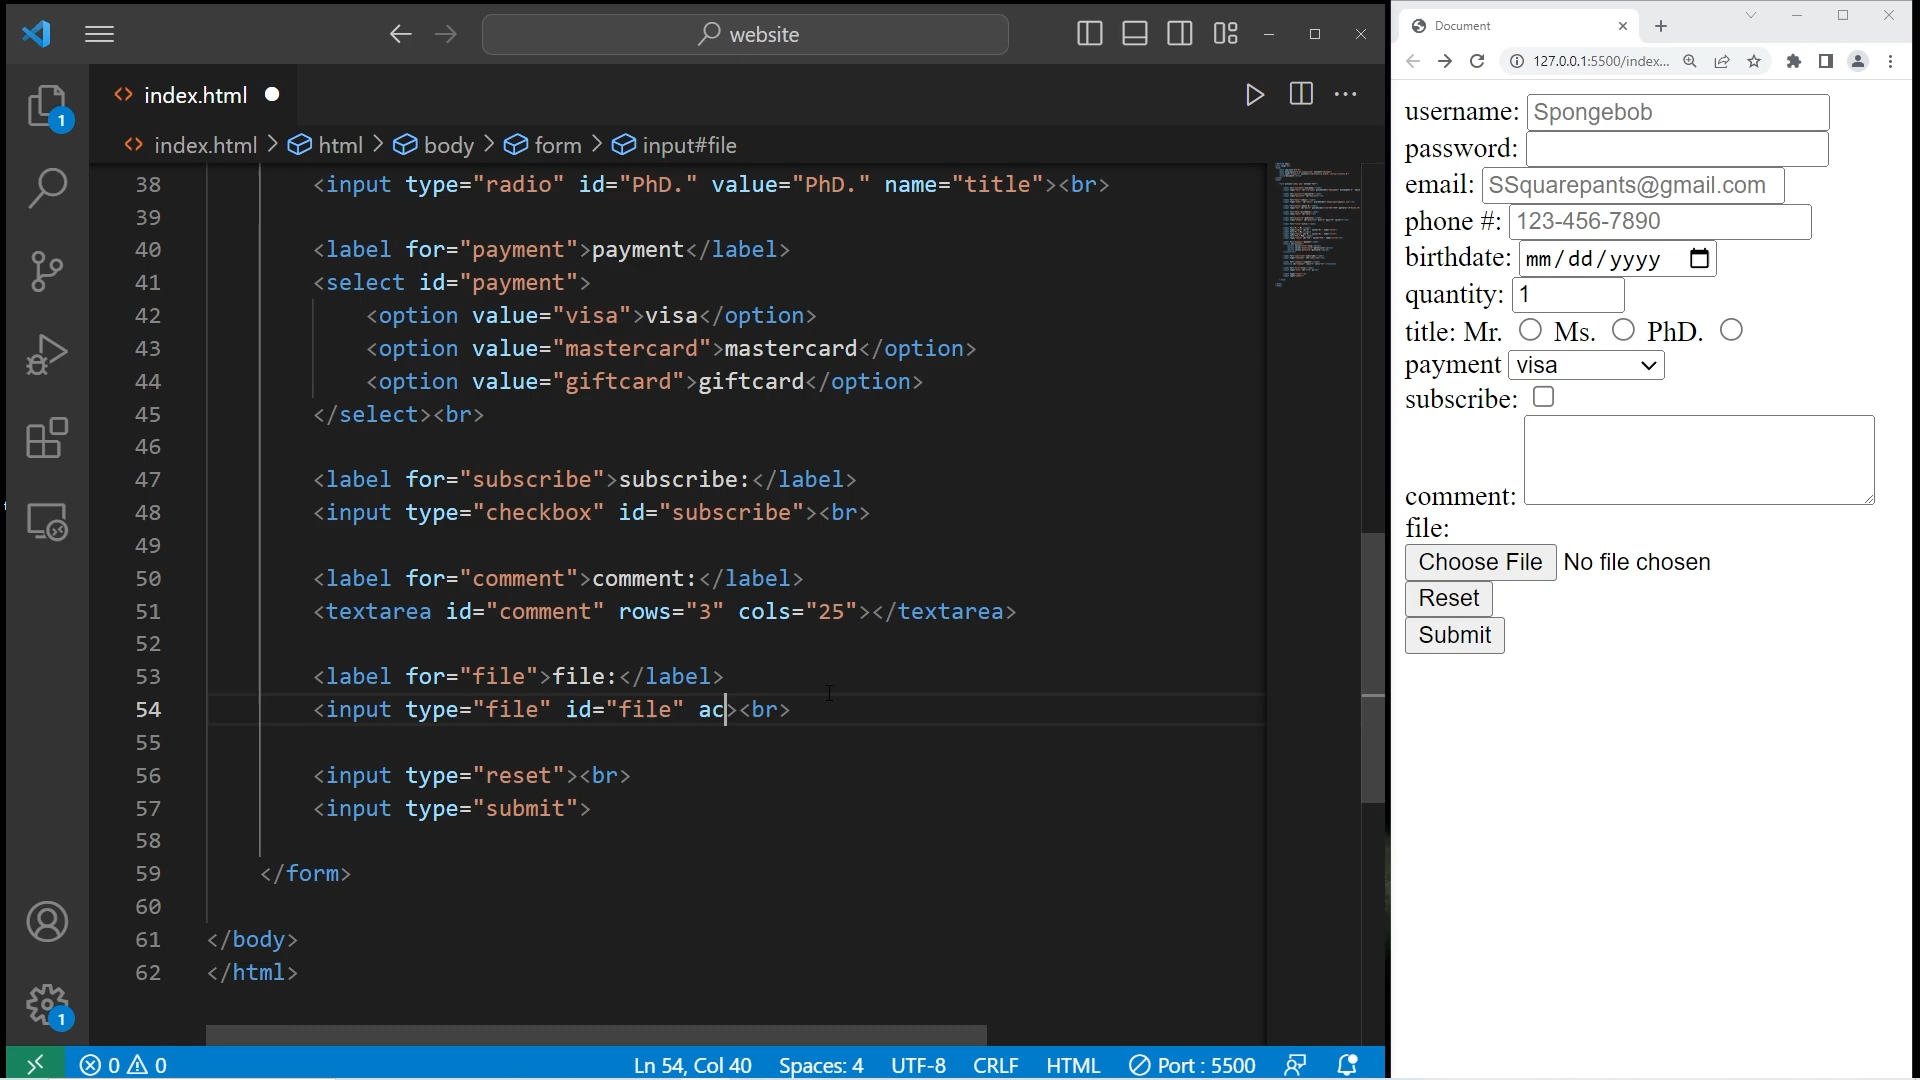 website
index.html
index.html > html > body > form > input#file
38 <input type="radio" id="PhD." value="PhD." name="title"><br>
39
40 <label for="payment">payment</label>
41 <select id="payment">
42 <option value="visa">visa</option>
43 <option value="mastercard">mastercard</option>
44 <option value="giftcard">giftcard</option>
45 </select><br>
46
47 <label for="subscribe">subscribe:</label>
48 <input type="checkbox" id="subscribe"><br>
49
50 <label for="comment">comment:</label>
51 <textarea id="comment" rows="3" cols="25"></textarea>
52
53 <label for="file">file:</label>
54 <input type="file" id="file" ac><br>
55
56 <input type="reset"><br>
57 <input type="submit">
58
59 </form>
60
61 </body>
62 </html>
1
1
0 0
Ln 54, Col 40 Spaces: 4 UTF-8 CRLF HTML Port : 5500
Document
127.0.0.1:5500/index...
username: Spongebob
password:
email: SSquarepants@gmail.com
phone #: 123-456-7890
birthdate: mm/dd/yyyy
quantity: 1
title: Mr. Ms. PhD.
payment visa
subscribe:
comment:
file:
Choose File No file chosen
Reset
Submit